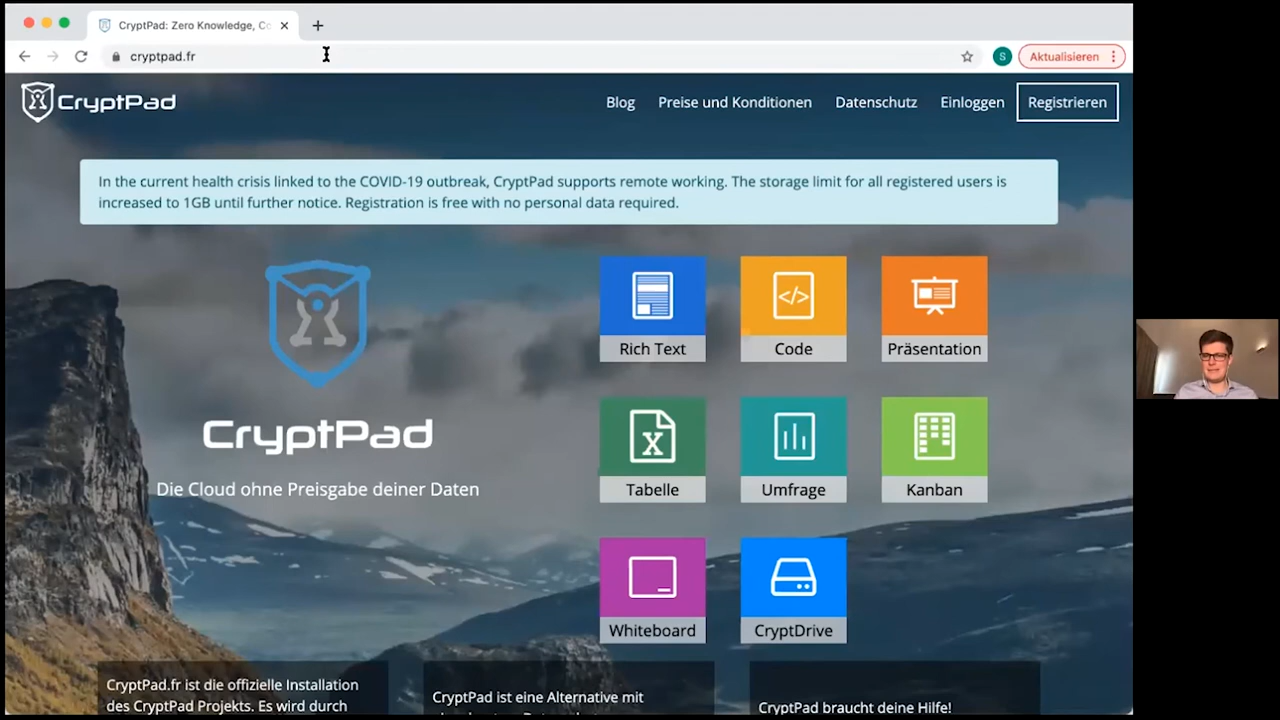 CryptPad: Zero Knowledge, Co
cryptpad.fr
S
Aktualisieren
CryptPad
Blog
Preise und Konditionen
Datenschutz
Einloggen
Registrieren
In the current health crisis linked to the COVID-19 outbreak, CryptPad supports remote working. The storage limit for all registered users is
increased to 1GB until further notice. Registration is free with no personal data required.
CryptPad
Die Cloud ohne Preisgabe deiner Daten
Rich Text
Code
Präsentation
Tabelle
Umfrage
Kanban
Whiteboard
CryptDrive
CryptPad.fr ist die offizielle Installation
des CryptPad Projekts. Es wird durch
CryptPad ist eine Alternative mit
CryptPad braucht deine Hilfe!